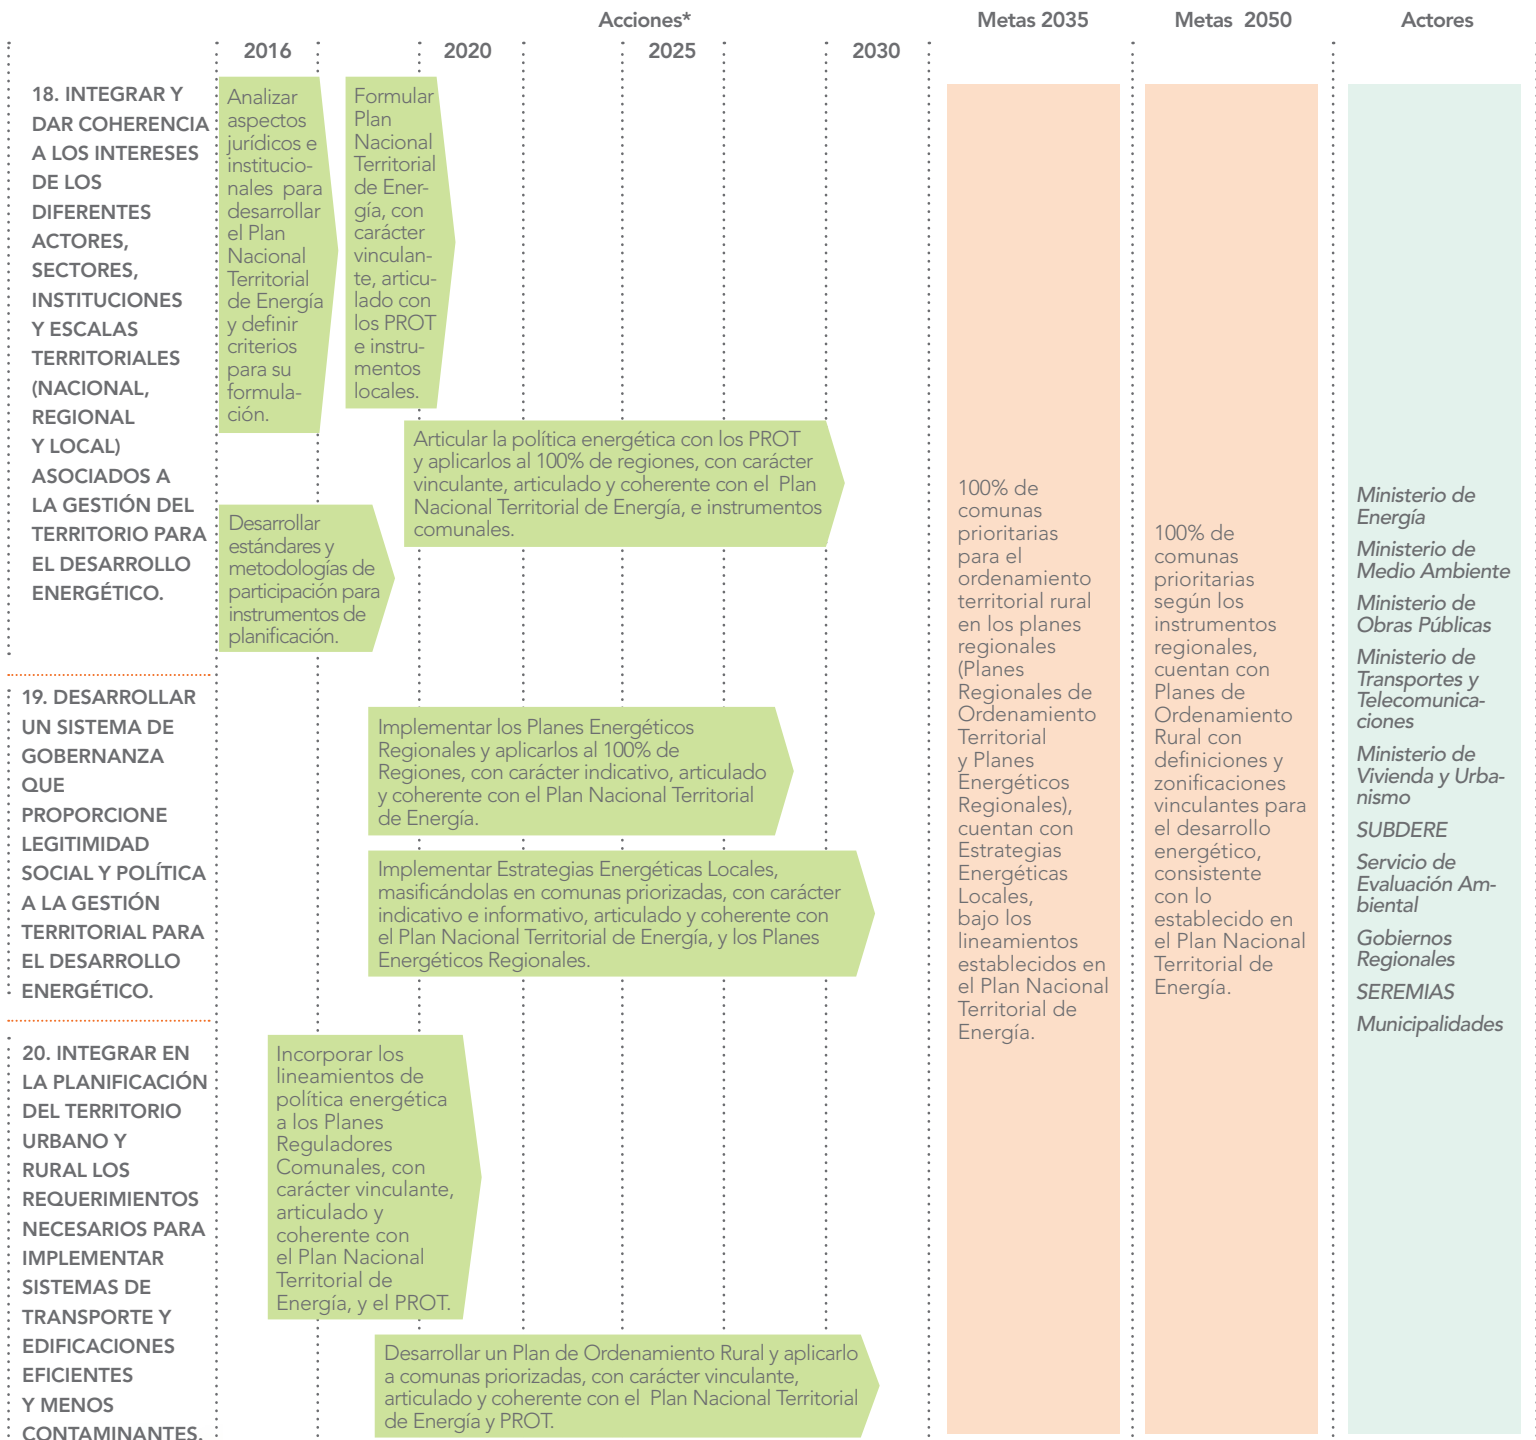 Acciones*
Metas 2035
Metas 2050
Actores
2016
2020
2025
2030
18. INTEGRAR Y
DAR COHERENCIA
A LOS INTERESES
DE LOS
DIFERENTES
ACTORES,
SECTORES,
INSTITUCIONES
Y ESCALAS
TERRITORIALES
(NACIONAL,
REGIONAL
Y LOCAL)
ASOCIADOS A
LA GESTIÓN DEL
TERRITORIO PARA
EL DESARROLLO
ENERGÉTICO.
Analizar
aspectos
jurídicos e
institucio-
nales para
desarrollar
el Plan
Nacional
Territorial
de Energía
y definir
criterios
para su
formula-
ción.
Formular
Plan
Nacional
Territorial
de Ener-
gía, con
carácter
vinculan-
te, articu-
lado con
los PROT
e instru-
mentos
locales.
Articular la política energética con los PROT
y aplicarlos al 100% de regiones, con carácter
vinculante, articulado y coherente con el Plan
Nacional Territorial de Energía, e instrumentos
comunales.
Desarrollar
estándares y
metodologías de
participación para
instrumentos de
planificación.
19. DESARROLLAR
UN SISTEMA DE
GOBERNANZA
QUE
PROPORCIONE
LEGITIMIDAD
SOCIAL Y POLÍTICA
A LA GESTIÓN
TERRITORIAL PARA
EL DESARROLLO
ENERGÉTICO.
Implementar los Planes Energéticos
Regionales y aplicarlos al 100% de
Regiones, con carácter indicativo, articulado
y coherente con el Plan Nacional Territorial
de Energía.
Implementar Estrategias Energéticas Locales,
masificándolas en comunas priorizadas, con carácter
indicativo e informativo, articulado y coherente con
el Plan Nacional Territorial de Energía, y los Planes
Energéticos Regionales.
20. INTEGRAR EN
LA PLANIFICACIÓN
DEL TERRITORIO
URBANO Y
RURAL LOS
REQUERIMIENTOS
NECESARIOS PARA
IMPLEMENTAR
SISTEMAS DE
TRANSPORTE Y
EDIFICACIONES
EFICIENTES
Y MENOS
CONTAMINANTES.
Incorporar los
lineamientos de
política energética
a los Planes
Reguladores
Comunales, con
carácter vinculante,
articulado y
coherente con
el Plan Nacional
Territorial de
Energía, y el PROT.
Desarrollar un Plan de Ordenamiento Rural y aplicarlo
a comunas priorizadas, con carácter vinculante,
articulado y coherente con el Plan Nacional Territorial
de Energía y PROT.
100% de
comunas
prioritarias
para el
ordenamiento
territorial rural
en los planes
regionales
(Planes
Regionales de
Ordenamiento
Territorial
y Planes
Energéticos
Regionales),
cuentan con
Estrategias
Energéticas
Locales,
bajo los
lineamientos
establecidos en
el Plan Nacional
Territorial de
Energía.
100% de
comunas
prioritarias
según los
instrumentos
regionales,
cuentan con
Planes de
Ordenamiento
Rural con
definiciones y
zonificaciones
vinculantes para
el desarrollo
energético,
consistente
con lo
establecido en
el Plan Nacional
Territorial de
Energía.
Ministerio de
Energía
Ministerio de
Medio Ambiente
Ministerio de
Obras Públicas
Ministerio de
Transportes y
Telecomunica-
ciones
Ministerio de
Vivienda y Urba-
nismo
SUBDERE
Servicio de
Evaluación Am-
biental
Gobiernos
Regionales
SEREMIAS
Municipalidades